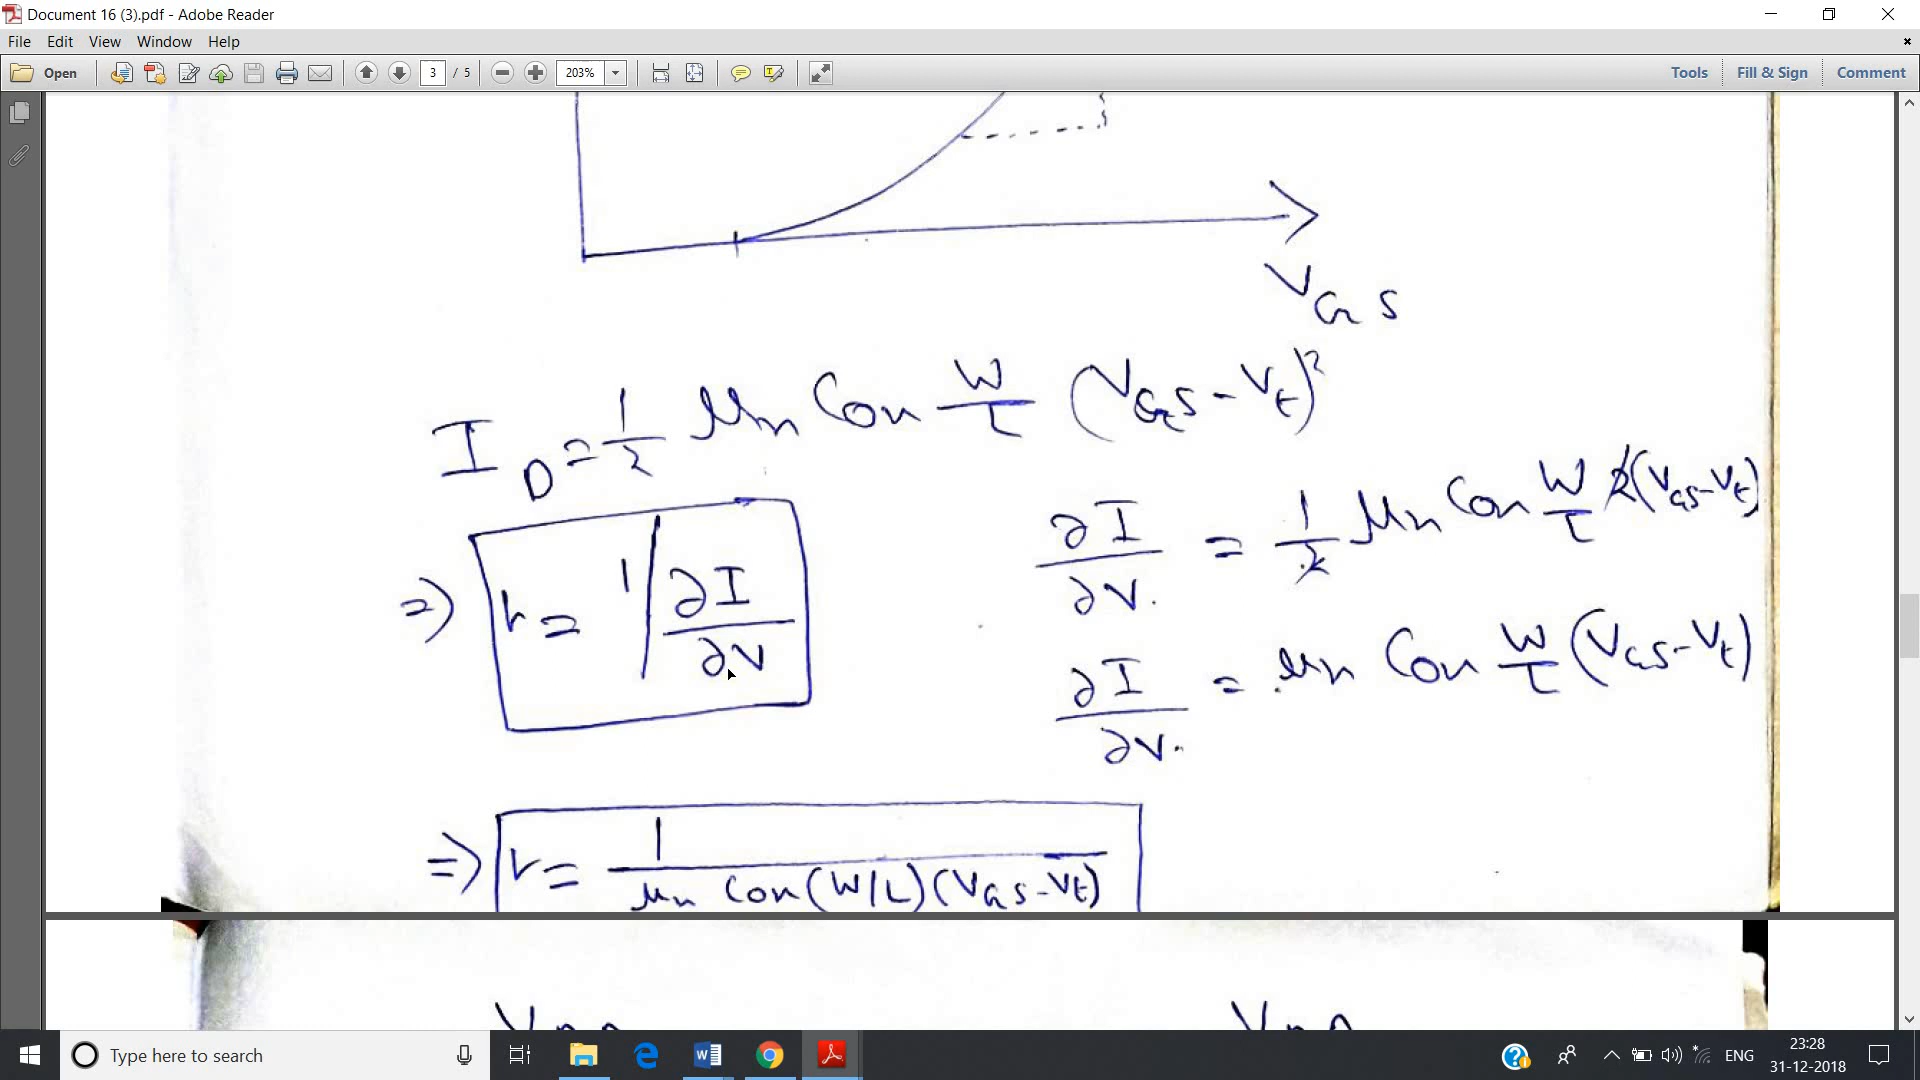 Document 16 (3).pdf - Adobe Reader
File Edit View Window Help
Open 3 / 5 203% Tools Fill & Sign Comment
VGS
ID = 1/2 μn Cox W/L (VGS - Vt)²
∂I/∂V = 1/2 μn Cox W/L 2(VGS - Vt)
=> r = 1/ ∂I/∂V
∂I/∂V = μn Cox W/L (VGS - Vt)
=> r = 1/ μn Cox (W/L) (VGS - Vt)
Type here to search
ENG
23:28
31-12-2018